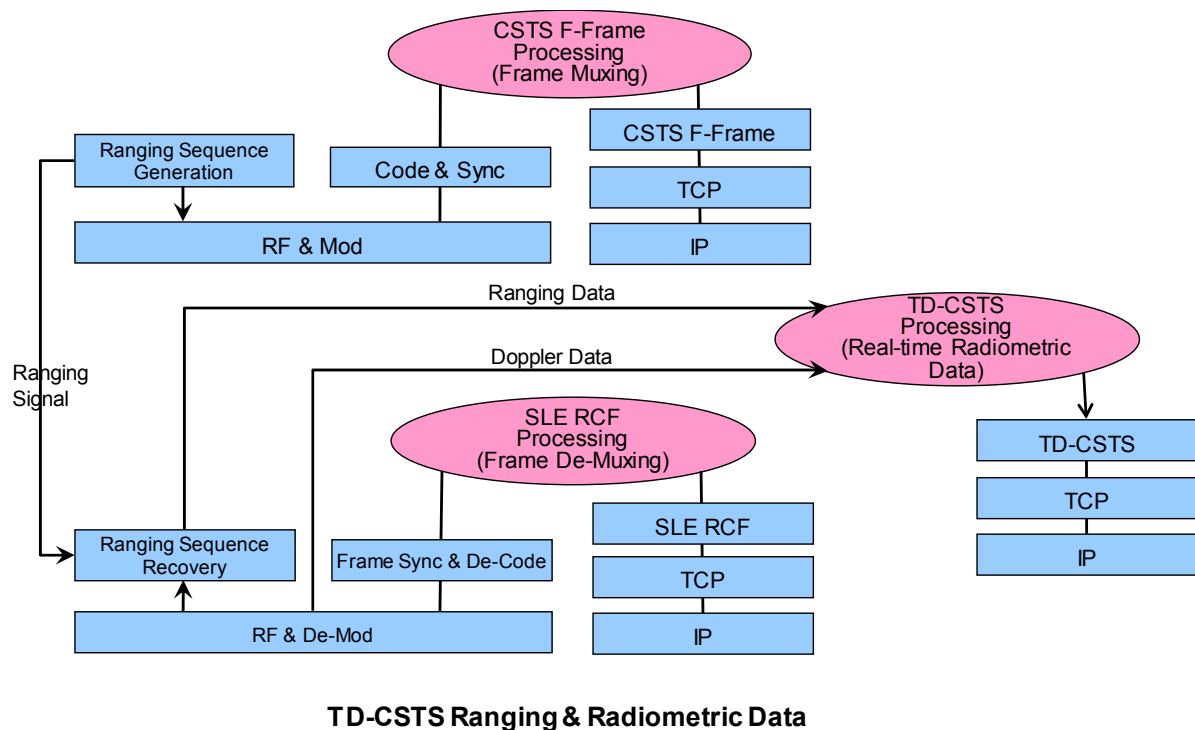 CSTS F-Frame
Processing
(Frame Muxing)
CSTS F-Frame
Ranging Sequence
Generation
Code & Sync
TCP
RF & Mod
IP
Ranging Data
TD-CSTS
Processing
(Real-time Radiometric
Data)
Doppler Data
Ranging
Signal
SLE RCF
Processing
(Frame De-Muxing)
TD-CSTS
TCP
IP
SLE RCF
Ranging Sequence
Recovery
Frame Sync & De-Code
TCP
RF & De-Mod
IP
TD-CSTS Ranging & Radiometric Data